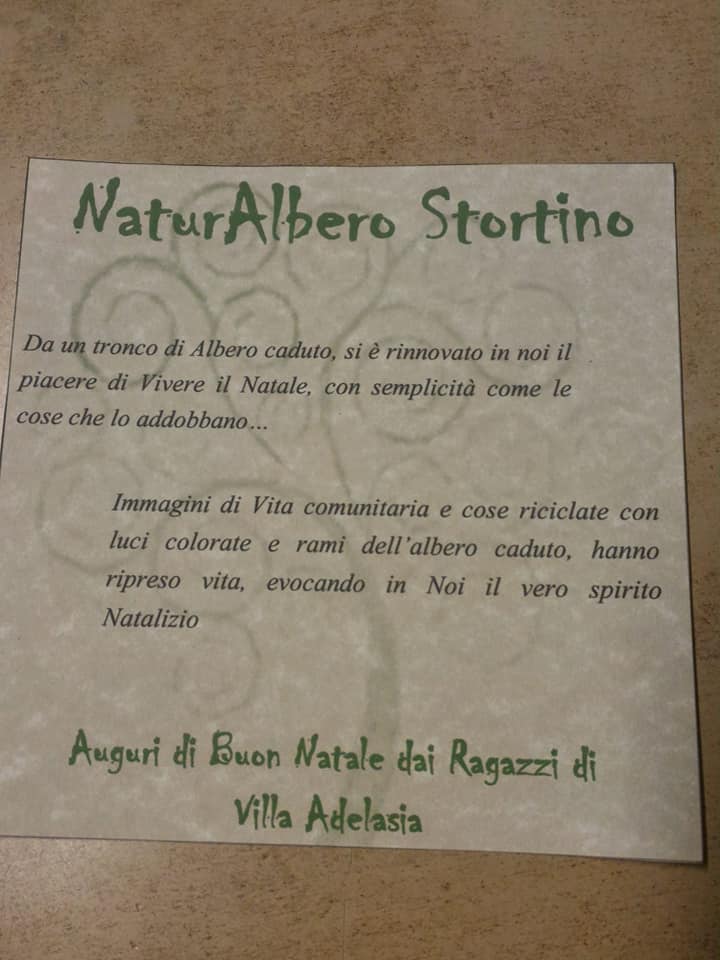 NaturAlbero Stortino
Da un tronco di Albero caduto, si è rinnovato in noi il
piacere di Vivere il Natale, con semplicità come le
cose che lo addobbano...
Immagini di Vita comunitaria e cose riciclate con
luci colorate e rami dell'albero caduto, hanno
ripreso vita, evocando in Noi il vero spirito
Natalizio
Auguri di Buon Natale dai Ragazzi di
Villa Adelasia